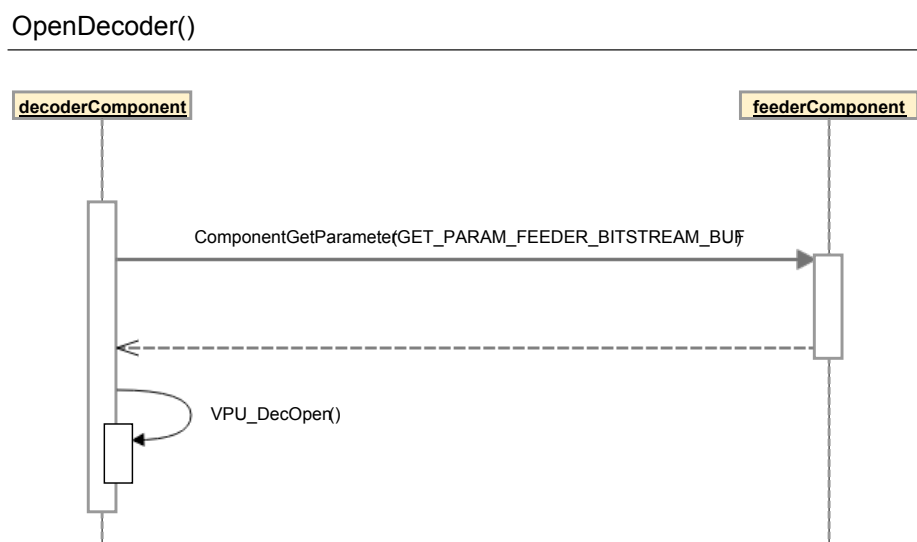 OpenDecoder()
decoderComponent
feederComponent
ComponentGetParameter(GET_PARAM_FEEDER_BITSTREAM_BUF)
VPU_DecOpen()